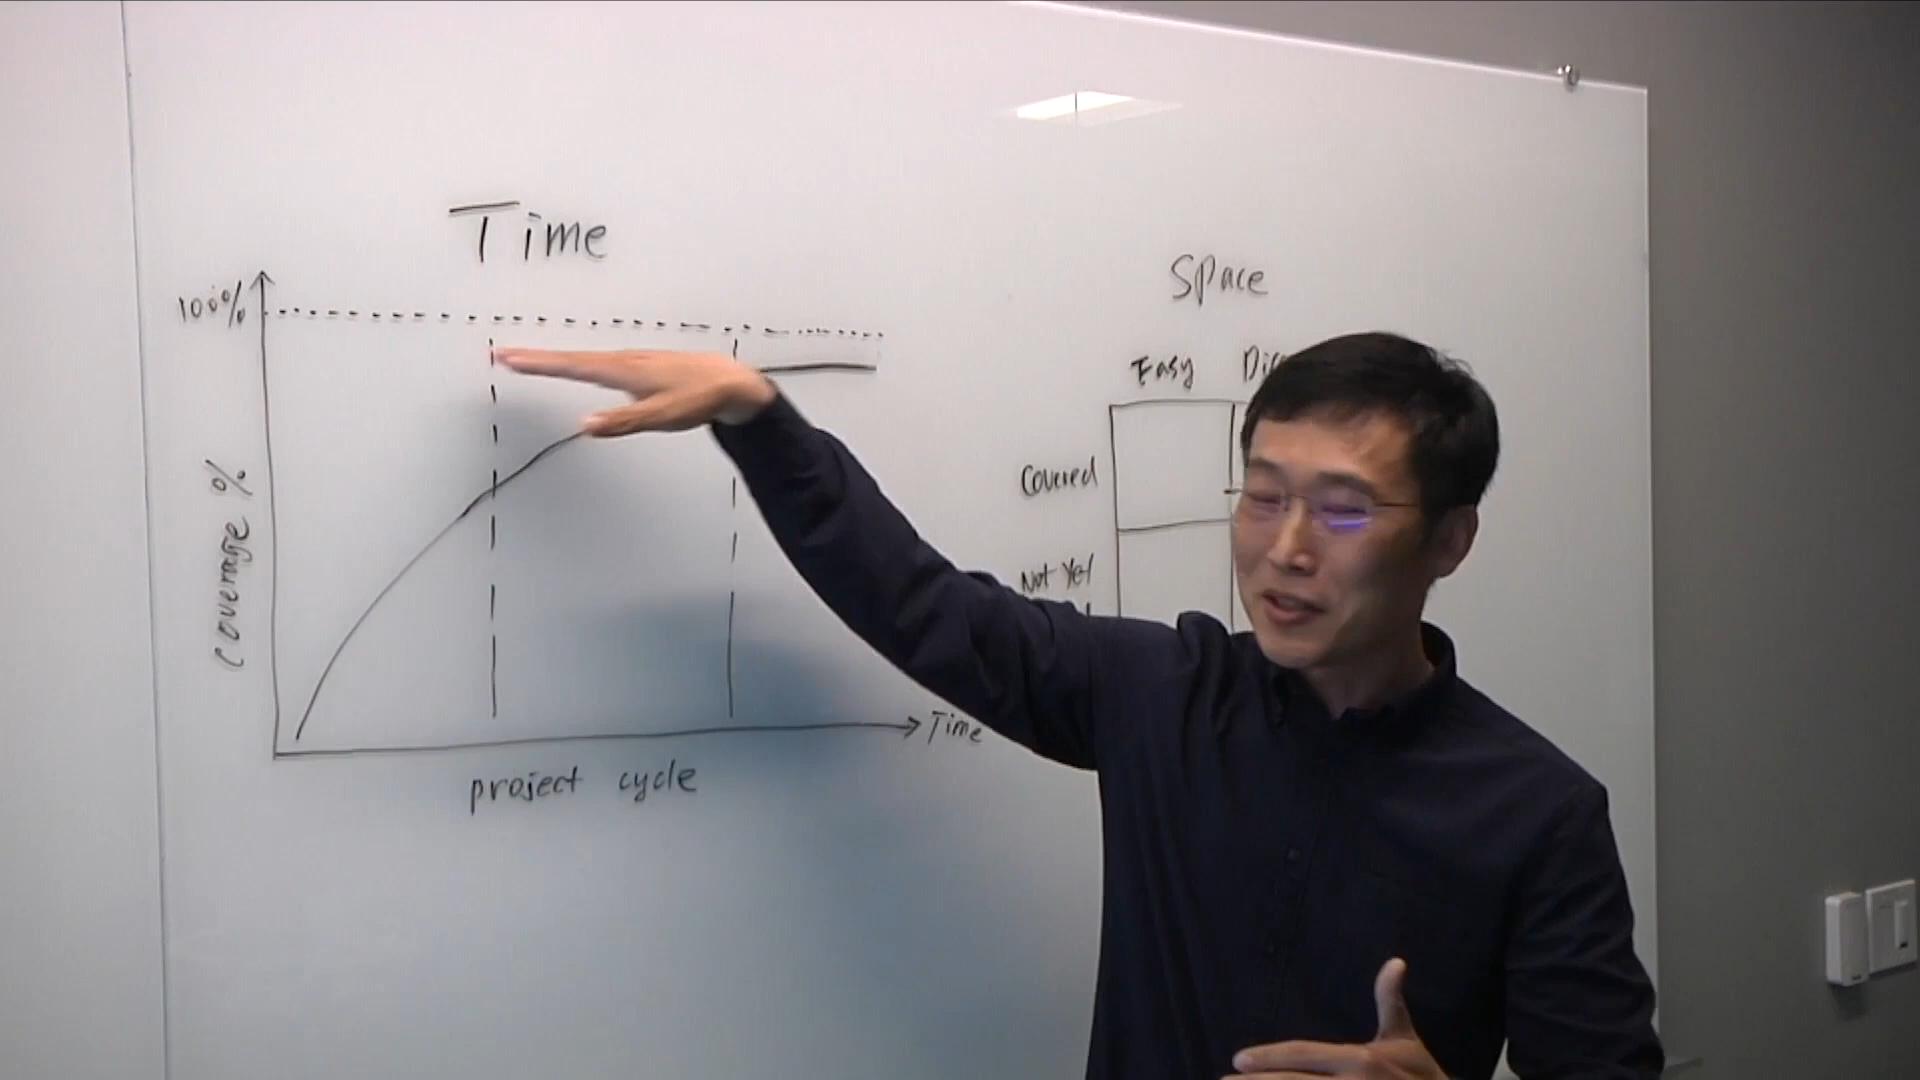 Time
100%
Coverage %
Time
project cycle
Space
Easy
Covered
Not Yet